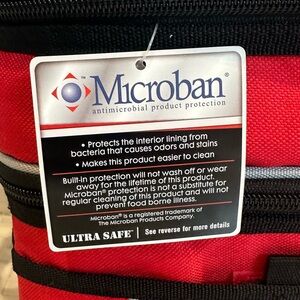 Microban®
antimicrobial product protection
• Protects the interior lining from
bacteria that causes odors and stains
• Makes this product easier to clean
Built-in protection will not wash off or wear
away for the lifetime of this product.
Microban® protection is not a substitute for
regular cleaning of this product and will not
prevent food borne illness.
Microban® is a registered trademark of
The Microban Products Company.
ULTRA SAFE™ | See reverse for more details